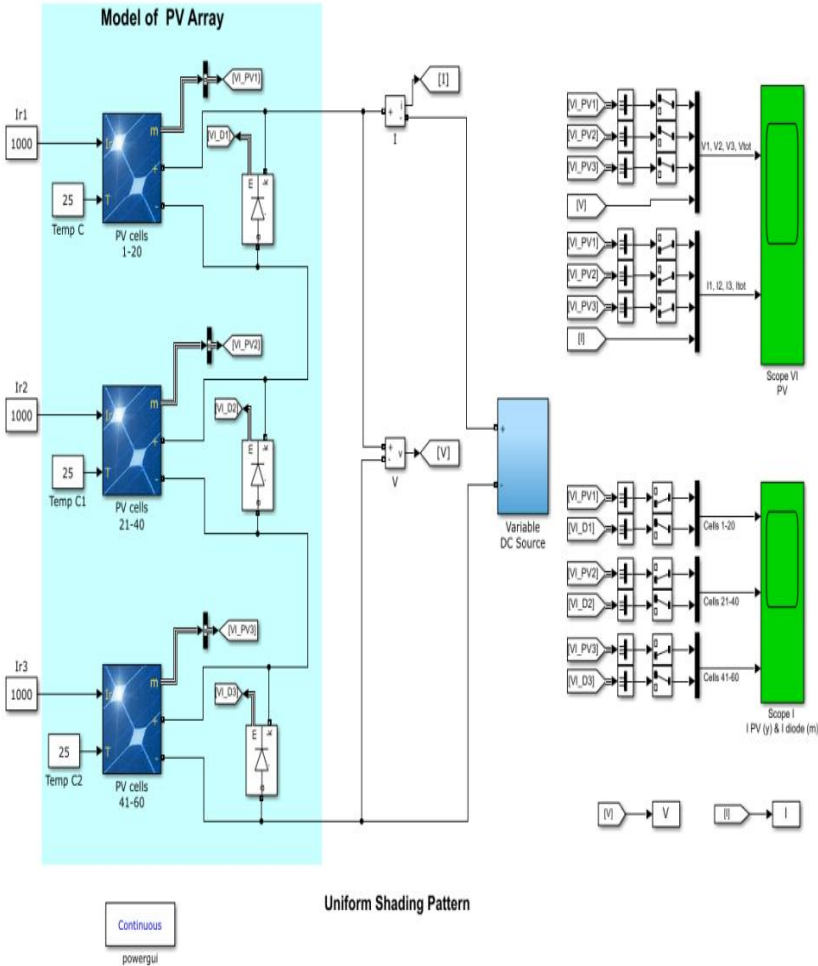 Model of PV Array
[VI_PV1]
Ir1
1000
Ir
m
[VI_D1]
+
25
T
-
Temp C
PV cells
1-20
m
k
a
[I]
+
i
-
I
[VI_PV2]
Ir2
1000
Ir
m
[VI_D2]
+
25
T
-
Temp C1
PV cells
21-40
m
k
a
+
-
v
[V]
V
+
-
Variable
DC Source
[VI_PV3]
Ir3
1000
Ir
m
[VI_D3]
+
25
T
-
Temp C2
PV cells
41-60
m
k
a
[VI_PV1]
[VI_PV2]
V1, V2, V3, Vtot
[VI_PV3]
[V]
[VI_PV1]
[VI_PV2]
I1, I2, I3, Itot
[VI_PV3]
[I]
Scope VI
PV
[VI_PV1]
Cells 1-20
[VI_D1]
[VI_PV2]
Cells 21-40
[VI_D2]
[VI_PV3]
Cells 41-60
[VI_D3]
Scope I
I PV (y) & I diode (m)
[V]
V
[I]
I
Uniform Shading Pattern
Continuous
powergui